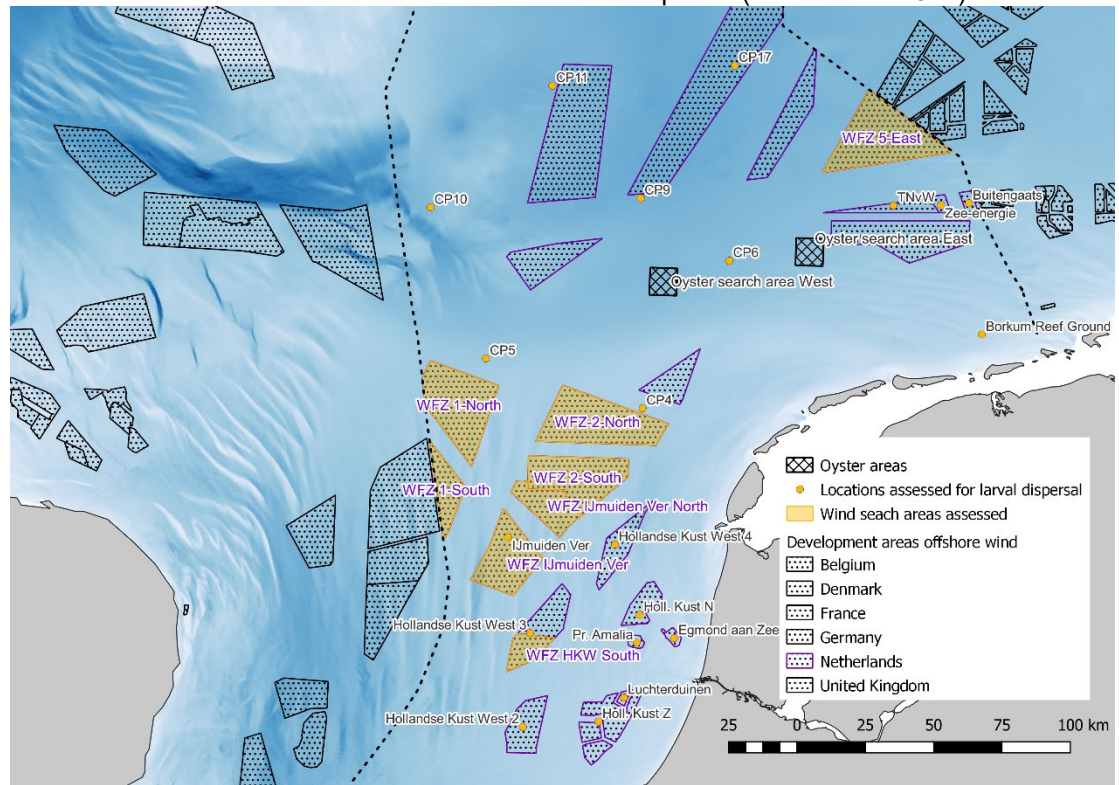 CP17
CP11
WFZ 5-East
CP10
CP9
TNvW
Buitengaats
Zee-energie
Oyster search area East
CP6
Oyster search area West
Borkum Reef Ground
CP5
WFZ 1-North
CP4
WFZ-2-North
WFZ 2-South
WFZ 1-South
WFZ IJmuiden Ver North
IJmuiden Ver
Hollandse Kust West 4
WFZ IJmuiden Ver
Holl. Kust N
Hollandse Kust West 3
Pr. Amalia
Egmond aan Zee
WFZ HKW South
Luchterduinen
Hollandse Kust West 2
Holl. Kust Z
Oyster areas
Locations assessed for larval dispersal
Wind seach areas assessed
Development areas offshore wind
Belgium
Denmark
France
Germany
Netherlands
United Kingdom
25 0 25 50 75 100 km